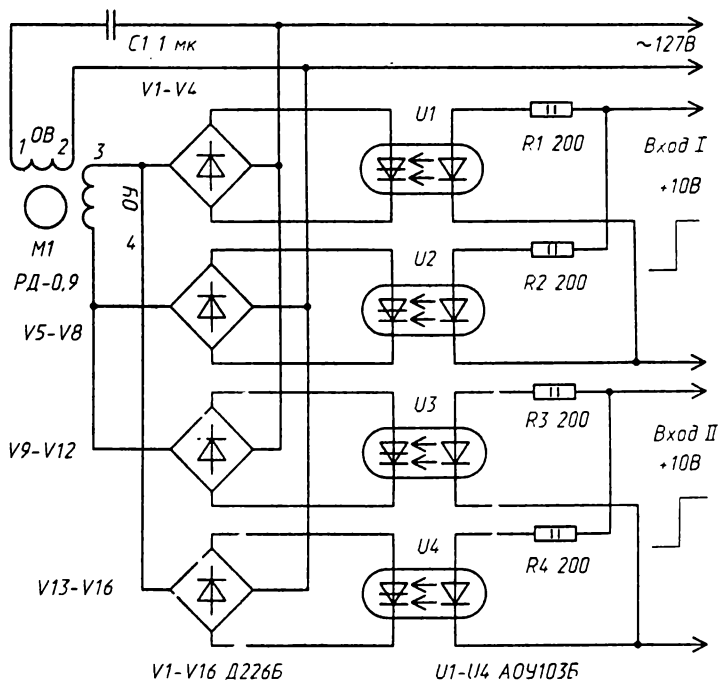 C1 1 мк
~127В
V1-V4
U1
1 ОВ 2
3
R1 200
Вход I
+10В
ОУ
4
М1
U2
РД-0,9
R2 200
V5-V8
U3
R3 200
Вход II
V9-V12
+10В
U4
V13-V16
R4 200
V1-V16 Д226Б
U1-U4 АОУ103Б